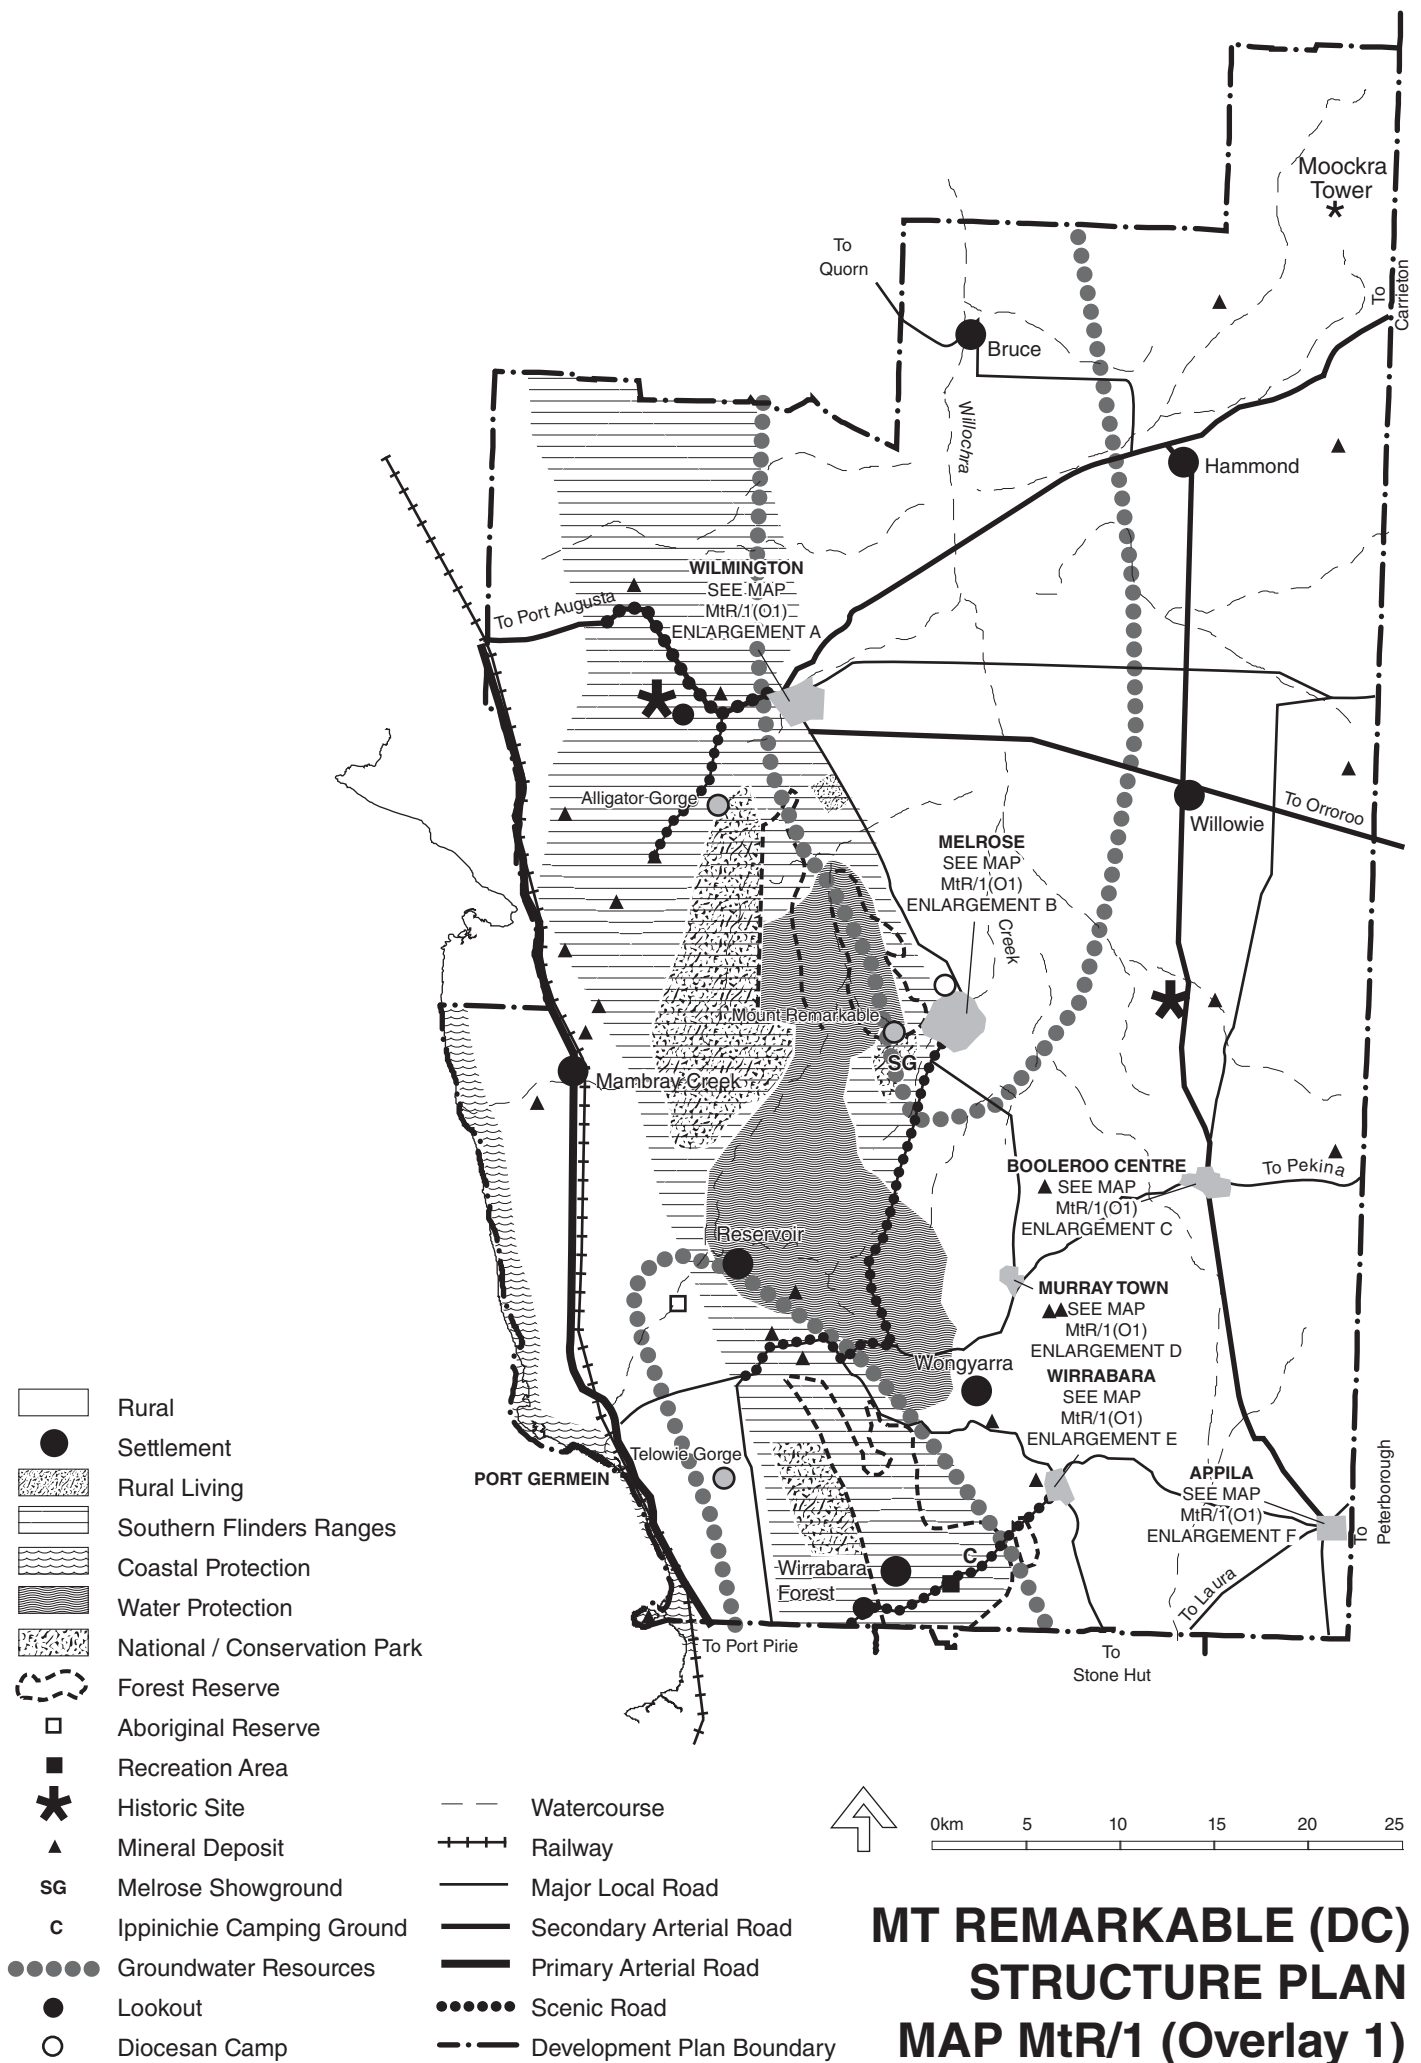 Moockra
Tower
To
Quorn
To
Carrieton
Bruce
Willochra
Hammond
WILMINGTON
SEE MAP
MtR/1(O1)
ENLARGEMENT A
To Port Augusta
Alligator Gorge
To Orroroo
Willowie
MELROSE
SEE MAP
MtR/1(O1)
ENLARGEMENT B
Creek
Mount Remarkable
SG
Mambray Creek
BOOLEROO CENTRE
SEE MAP
MtR/1(O1)
ENLARGEMENT C
To Pekina
Reservoir
MURRAY TOWN
SEE MAP
MtR/1(O1)
ENLARGEMENT D
Wongyarra
WIRRABARA
SEE MAP
MtR/1(O1)
ENLARGEMENT E
Telowie Gorge
PORT GERMEIN
APPILA
SEE MAP
MtR/1(O1)
ENLARGEMENT F
To
Peterborough
C
Wirrabara
Forest
To Laura
To Port Pirie
To
Stone Hut
Rural
Settlement
Rural Living
Southern Flinders Ranges
Coastal Protection
Water Protection
National / Conservation Park
Forest Reserve
Aboriginal Reserve
Recreation Area
Historic Site
Mineral Deposit
SG Melrose Showground
C Ippinichie Camping Ground
Groundwater Resources
Lookout
Diocesan Camp
Watercourse
Railway
Major Local Road
Secondary Arterial Road
Primary Arterial Road
Scenic Road
Development Plan Boundary
0km 5 10 15 20 25
MT REMARKABLE (DC)
STRUCTURE PLAN
MAP MtR/1 (Overlay 1)